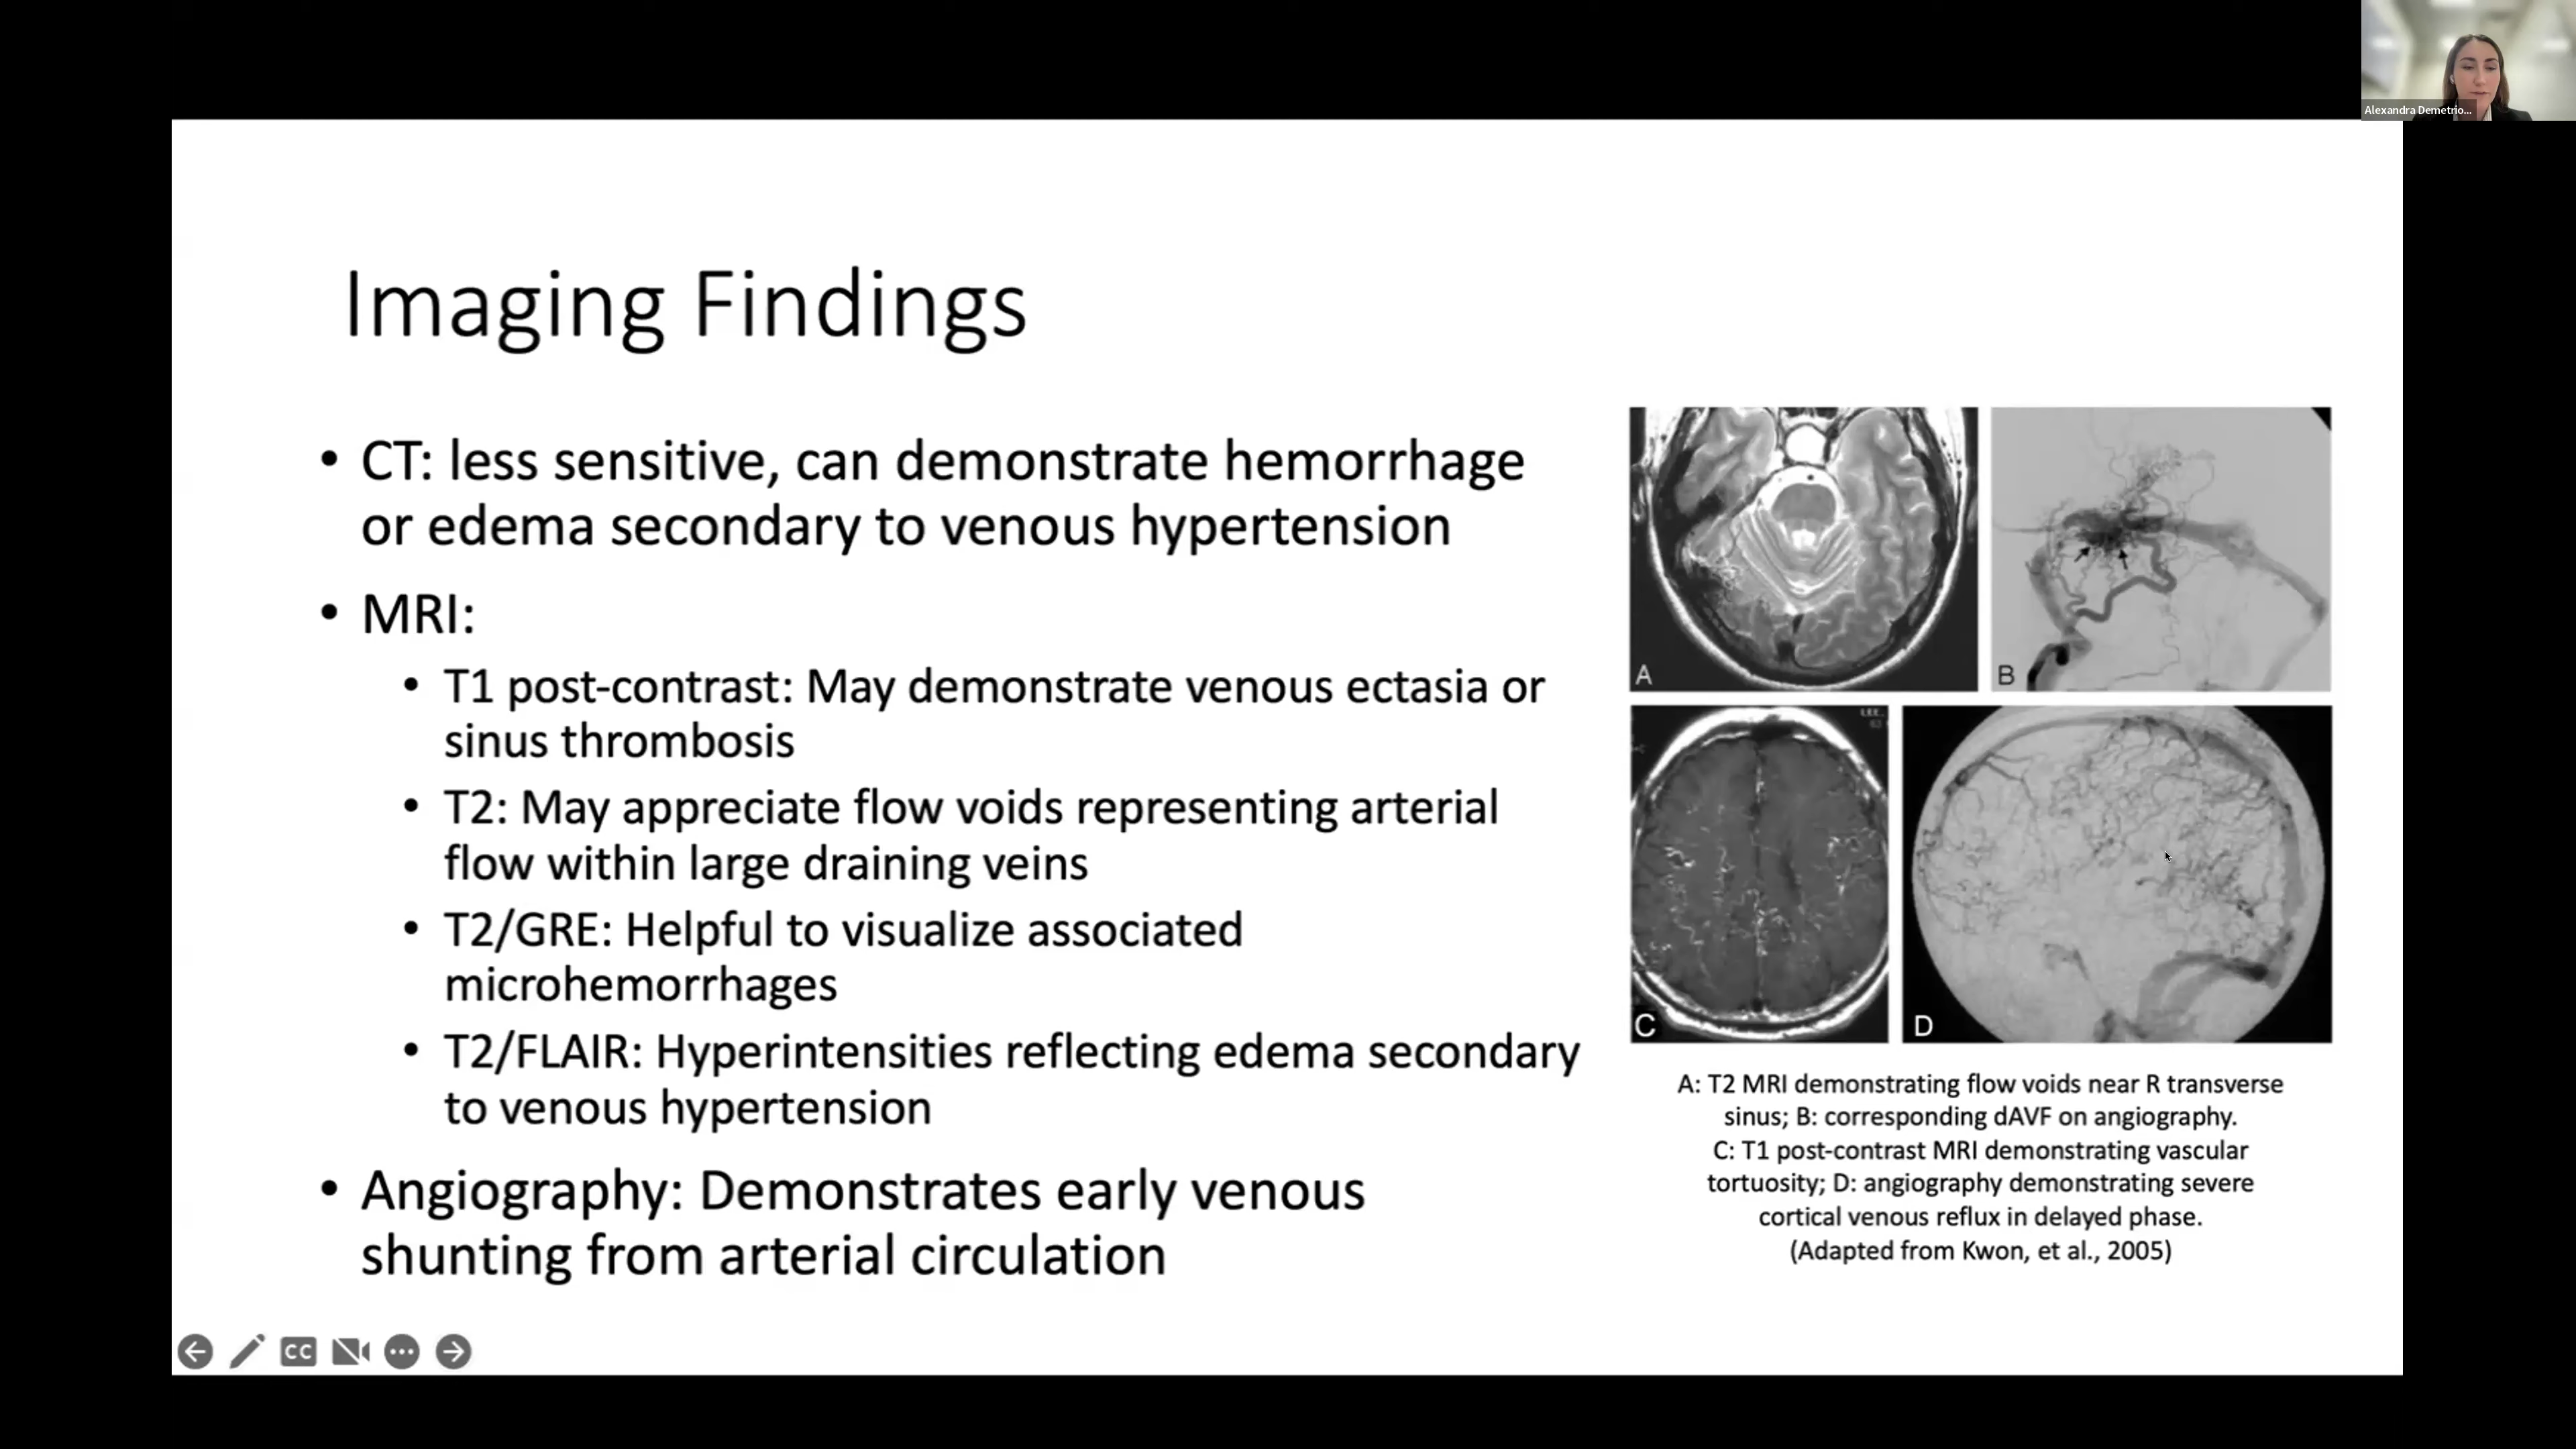 Alexandra Demetrio...
Imaging Findings
• CT: less sensitive, can demonstrate hemorrhage
or edema secondary to venous hypertension
• MRI:
• T1 post-contrast: May demonstrate venous ectasia or
sinus thrombosis
• T2: May appreciate flow voids representing arterial
flow within large draining veins
• T2/GRE: Helpful to visualize associated
microhemorrhages
• T2/FLAIR: Hyperintensities reflecting edema secondary
to venous hypertension
• Angiography: Demonstrates early venous
shunting from arterial circulation
A
B
LEE.
C
D
A: T2 MRI demonstrating flow voids near R transverse
sinus; B: corresponding dAVF on angiography.
C: T1 post-contrast MRI demonstrating vascular
tortuosity; D: angiography demonstrating severe
cortical venous reflux in delayed phase.
(Adapted from Kwon, et al., 2005)
CC